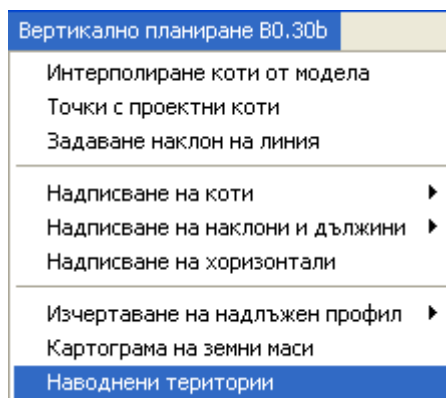 Вертикално планиране B0.30b
Интерполиране коти от модела
Точки с проектни коти
Задаване наклон на линия
Надписване на коти
Надписване на наклони и дължини
Надписване на хоризонтали
Изчертаване на надлъжен профил
Картограма на земни маси
Наводнени територии